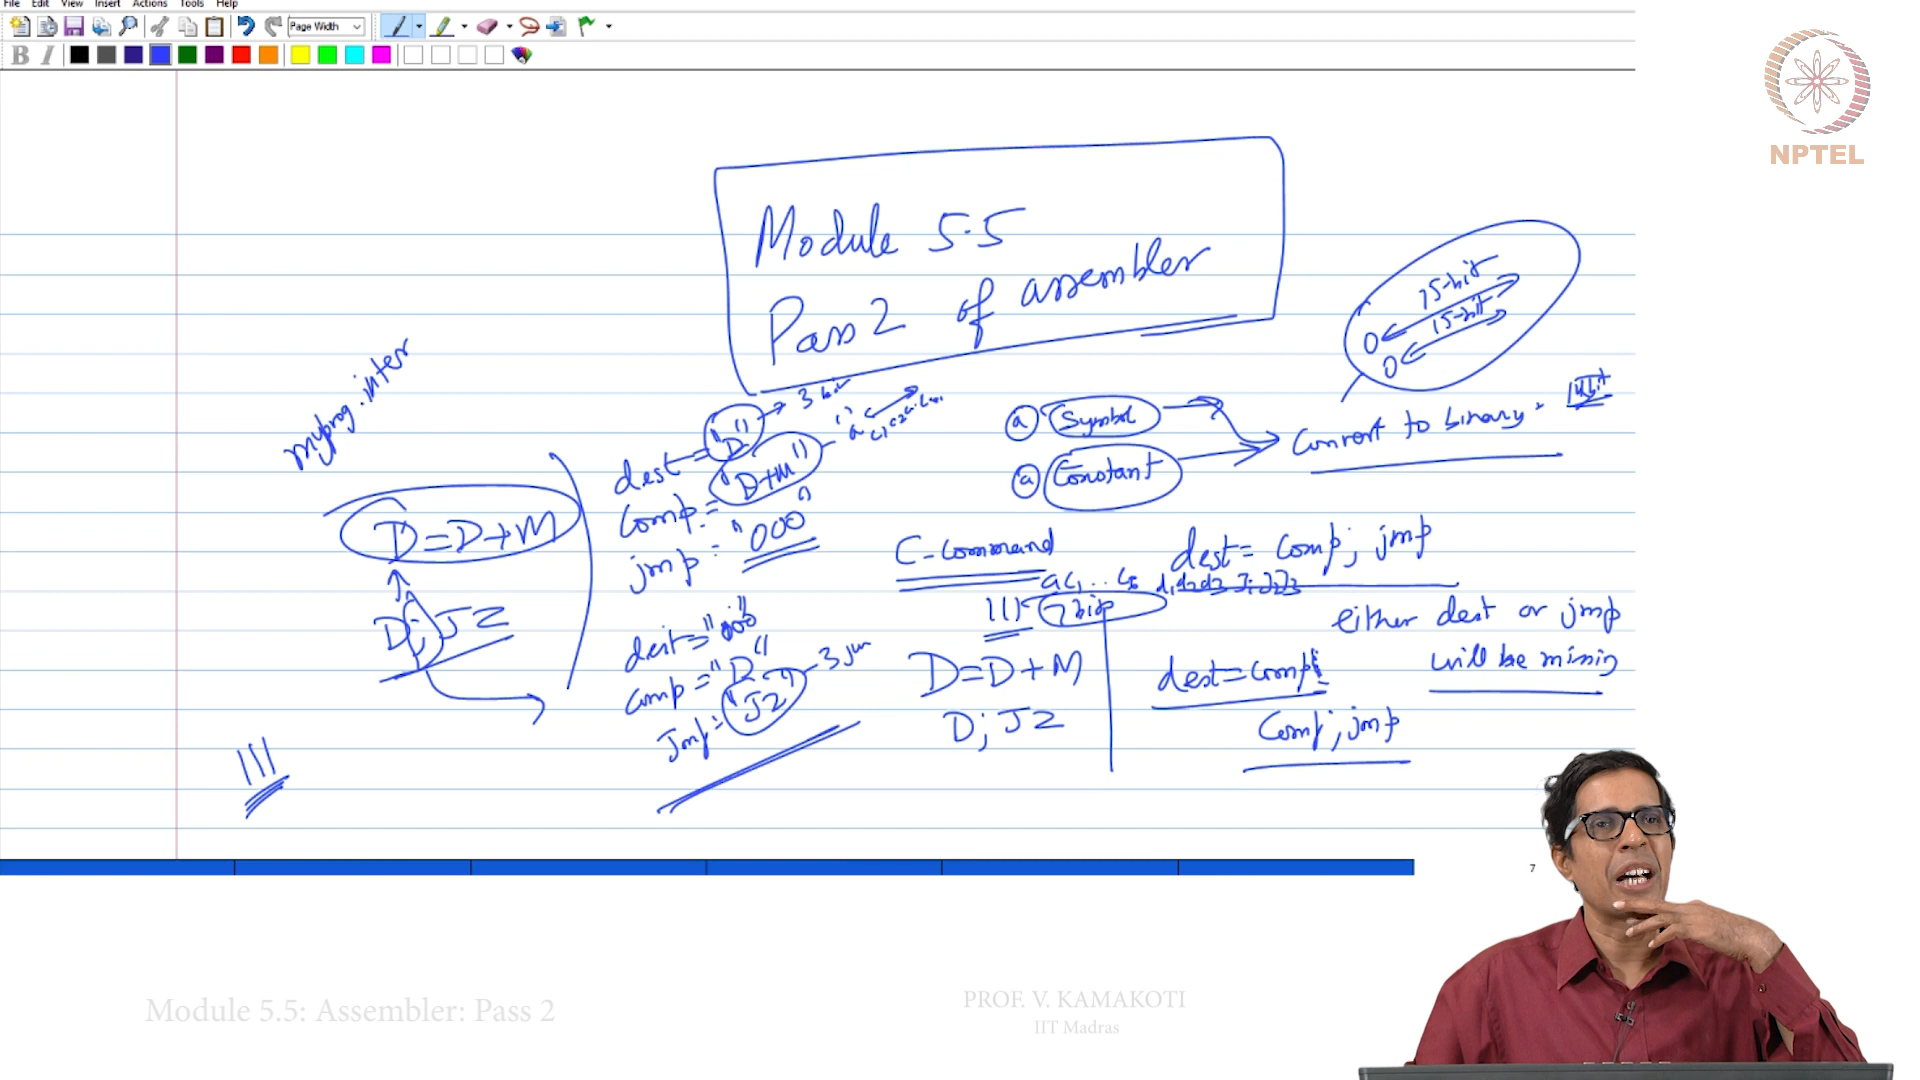 File Edit View Insert Actions Tools Help
Page Width
B I
NPTEL
Module 5.5
Pass 2 of assembler
15-bit
0
15-bit
0
myprog.inter
dest = "D" → 3 bit
comp = "D+M"
jmp = "000"
D=D+M
D; JZ
dest = "000"
comp = "D"
Jmp = "JZ" - 3
111
@ Symbol
@ Constant
Convert to binary
C-command
dest = comp; jmp
111 7 bits
either dest or jmp
will be missing
D=D+M
D; JZ
dest = comp;
Comp; jmp
7
Module 5.5: Assembler: Pass 2
PROF. V. KAMAKOTI
IIT Madras